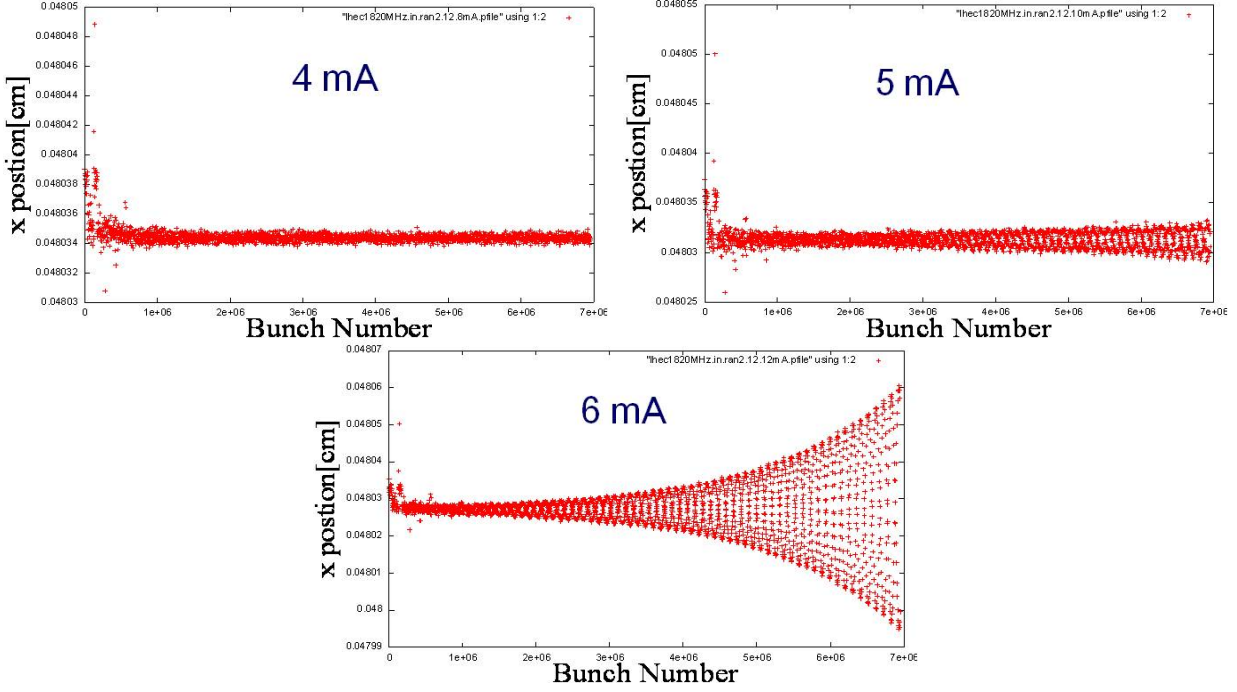 "lhec1820MHz.in.ran2.12.8mA.pfile" using 1:2
4 mA
x postion[cm]
0.04805
0.048048
0.048046
0.048044
0.048042
0.04804
0.048038
0.048036
0.048034
0.048032
0.04803
0 1e+06 2e+06 3e+06 4e+06 5e+06 6e+06 7e+06
Bunch Number
"lhec1820MHz.in.ran2.12.10mA.pfile" using 1:2
5 mA
x postion[cm]
0.048055
0.04805
0.048045
0.04804
0.048035
0.04803
0.048025
0 1e+06 2e+06 3e+06 4e+06 5e+06 6e+06 7e+06
Bunch Number
"lhec1820MHz.in.ran2.12.12mA.pfile" using 1:2
6 mA
x postion[cm]
0.04807
0.04806
0.04805
0.04804
0.04803
0.04802
0.04801
0.048
0.04799
0 1e+06 2e+06 3e+06 4e+06 5e+06 6e+06 7e+06
Bunch Number